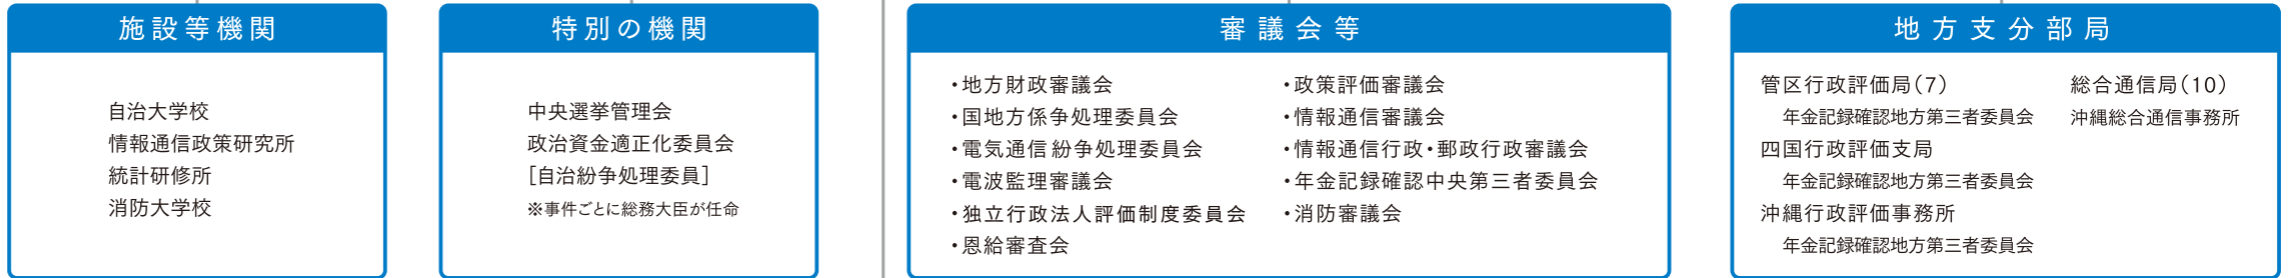 施設等機関
自治大学校
情報通信政策研究所
統計研修所
消防大学校
特別の機関
中央選挙管理会
政治資金適正化委員会
[自治紛争処理委員]
※事件ごとに総務大臣が任命
審議会等
・地方財政審議会
・国地方係争処理委員会
・電気通信紛争処理委員会
・電波監理審議会
・独立行政法人評価制度委員会
・恩給審査会
・政策評価審議会
・情報通信審議会
・情報通信行政・郵政行政審議会
・年金記録確認中央第三者委員会
・消防審議会
地方支分部局
管区行政評価局(7)
年金記録確認地方第三者委員会
四国行政評価支局
年金記録確認地方第三者委員会
沖縄行政評価事務所
年金記録確認地方第三者委員会
総合通信局(10)
沖縄総合通信事務所